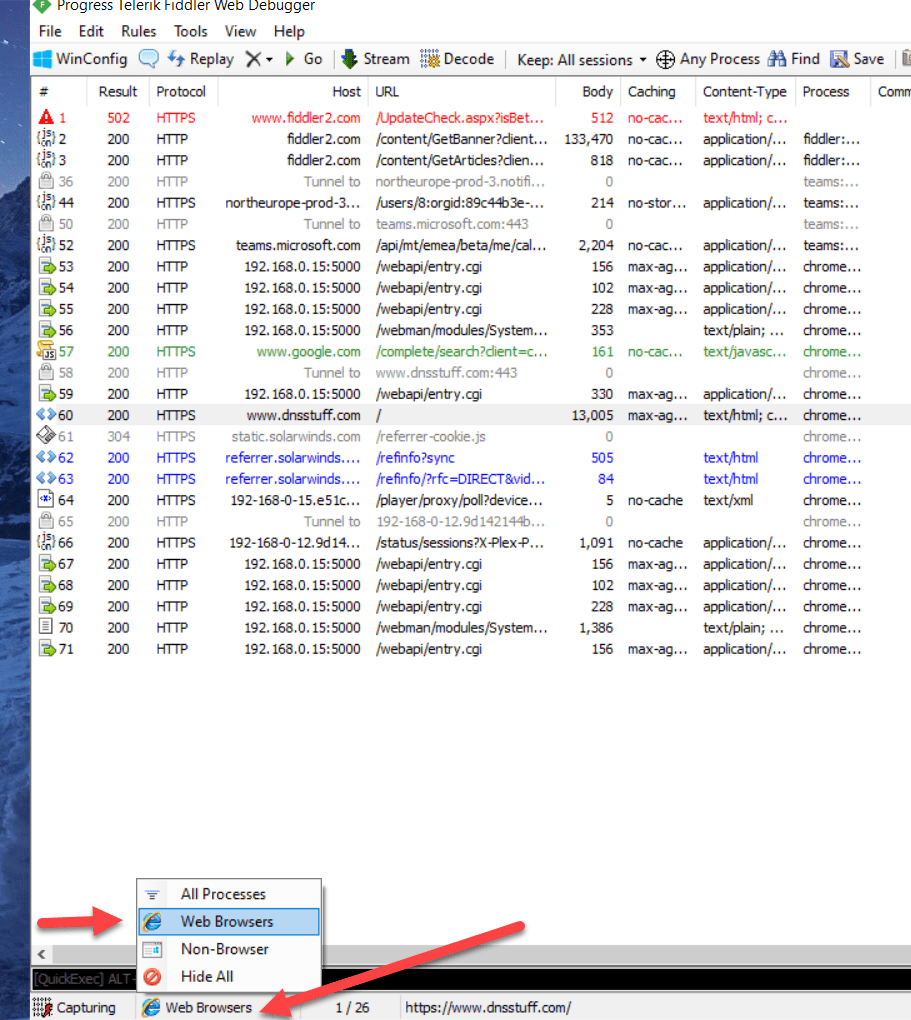 Progress Telerik Fiddler Web Debugger
File Edit Rules Tools View Help
WinConfig Replay Go Stream Decode Keep: All sessions Any Process Find Save
# Result Protocol Host URL Body Caching Content-Type Process Comm
1 502 HTTPS www.fiddler2.com /UpdateCheck.aspx?isBet... 512 no-cac... text/html; c...
2 200 HTTPS fiddler2.com /content/GetBanner?client... 133,470 no-cac... application/... fiddler:...
3 200 HTTPS fiddler2.com /content/GetArticles?clien... 818 no-cac... application/... fiddler:...
36 200 HTTP Tunnel to northeurope-prod-3.notifi... 0 teams:...
44 200 HTTPS northeurope-prod-3... /users/8:orgid:89c44b3e-... 214 no-stor... application/... teams:...
50 200 HTTP Tunnel to teams.microsoft.com:443 0 teams:...
52 200 HTTPS teams.microsoft.com /api/mt/emea/beta/me/cal... 2,204 no-cac... application/... teams:...
53 200 HTTP 192.168.0.15:5000 /webapi/entry.cgi 156 max-ag... application/... chrome...
54 200 HTTP 192.168.0.15:5000 /webapi/entry.cgi 102 max-ag... application/... chrome...
55 200 HTTP 192.168.0.15:5000 /webapi/entry.cgi 228 max-ag... application/... chrome...
56 200 HTTP 192.168.0.15:5000 /webman/modules/System... 353 text/plain; ... chrome...
57 200 HTTPS www.google.com /complete/search?client=c... 161 no-cac... text/javasc... chrome...
58 200 HTTP Tunnel to www.dnsstuff.com:443 0 chrome...
59 200 HTTP 192.168.0.15:5000 /webapi/entry.cgi 330 max-ag... application/... chrome...
60 200 HTTPS www.dnsstuff.com / 13,005 max-ag... text/html; c... chrome...
61 304 HTTPS static.solarwinds.com /referrer-cookie.js 0 chrome...
62 200 HTTPS referrer.solarwinds.... /refinfo?sync 505 text/html chrome...
63 200 HTTPS referrer.solarwinds.... /refinfo/?rfc=DIRECT&vid... 84 text/html chrome...
64 200 HTTPS 192-168-0-15.e51c... /player/proxy/poll?device... 5 no-cache text/xml chrome...
65 200 HTTP Tunnel to 192-168-0-12.9d142144b... 0 chrome...
66 200 HTTPS 192-168-0-12.9d14... /status/sessions?X-Plex-P... 1,091 no-cache application/... chrome...
67 200 HTTP 192.168.0.15:5000 /webapi/entry.cgi 156 max-ag... application/... chrome...
68 200 HTTP 192.168.0.15:5000 /webapi/entry.cgi 102 max-ag... application/... chrome...
69 200 HTTP 192.168.0.15:5000 /webapi/entry.cgi 228 max-ag... application/... chrome...
70 200 HTTP 192.168.0.15:5000 /webman/modules/System... 1,386 text/plain; ... chrome...
71 200 HTTP 192.168.0.15:5000 /webapi/entry.cgi 156 max-ag... application/... chrome...
All Processes
Web Browsers
Non-Browser
Hide All
[QuickExec] ALT
Capturing Web Browsers 1 / 26 https://www.dnsstuff.com/